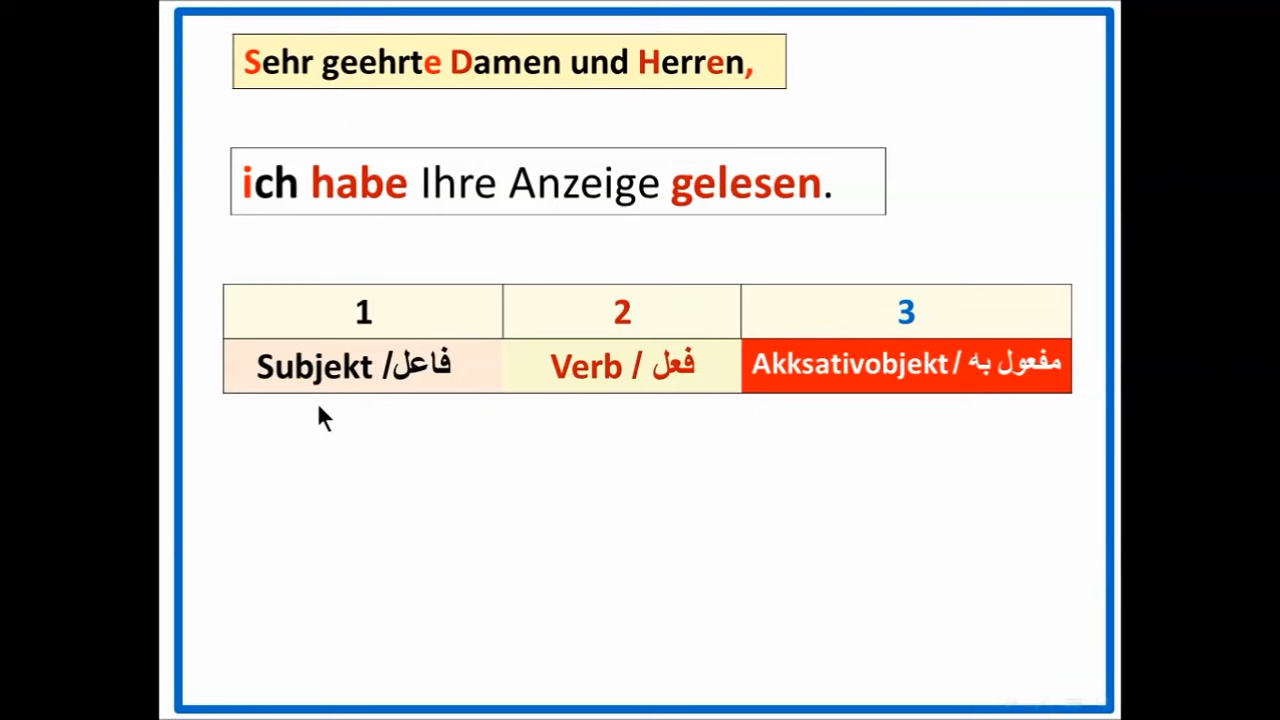 Sehr geehrte Damen und Herren,
ich habe Ihre Anzeige gelesen.
1 2 3
Subjekt /فاعل Verb / فعل Akksativobjekt / مفعول به